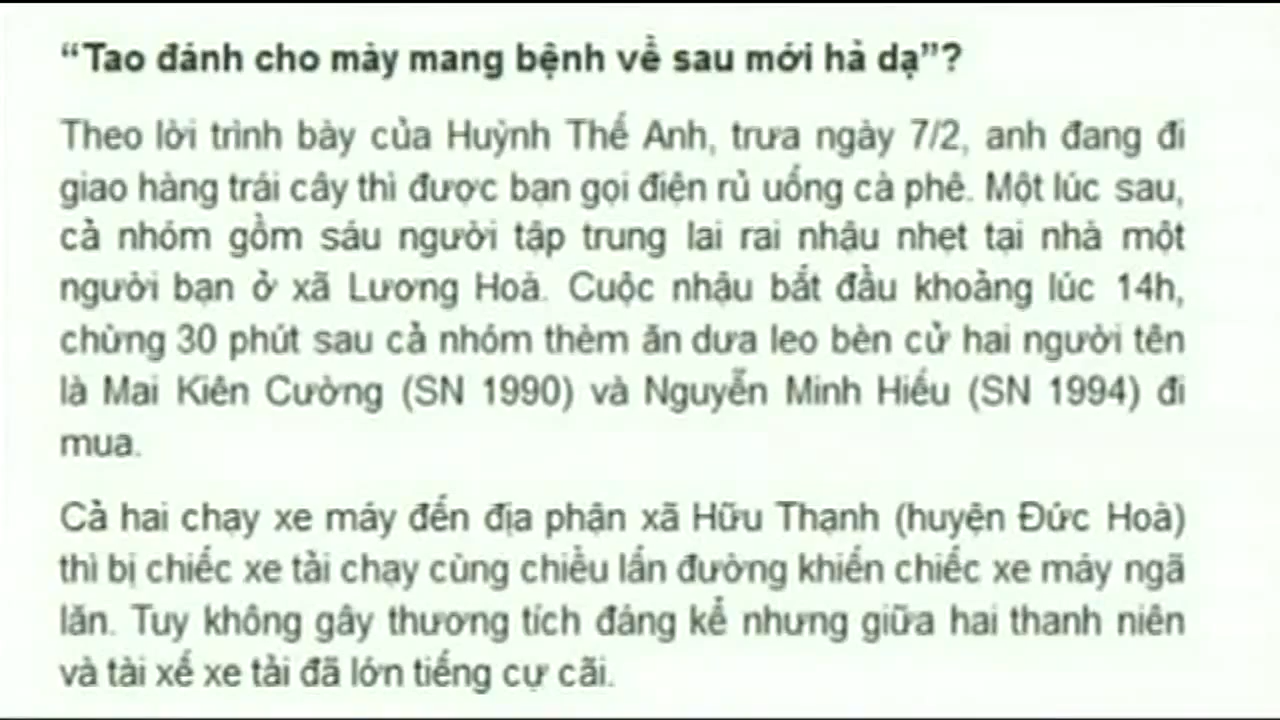 “Tao đánh cho mày mang bệnh về sau mới hả dạ”?
Theo lời trình bày của Huỳnh Thế Anh, trưa ngày 7/2, anh đang đi
giao hàng trái cây thì được bạn gọi điện rủ uống cà phê. Một lúc sau,
cả nhóm gồm sáu người tập trung lai rai nhậu nhẹt tại nhà một
người bạn ở xã Lương Hoà. Cuộc nhậu bắt đầu khoảng lúc 14h,
chừng 30 phút sau cả nhóm thèm ăn dưa leo bèn cử hai người tên
là Mai Kiên Cường (SN 1990) và Nguyễn Minh Hiếu (SN 1994) đi
mua.
Cả hai chạy xe máy đến địa phận xã Hữu Thạnh (huyện Đức Hoà)
thì bị chiếc xe tải chạy cùng chiều lấn đường khiến chiếc xe máy ngã
lăn. Tuy không gây thương tích đáng kể nhưng giữa hai thanh niên
và tài xế xe tải đã lớn tiếng cự cãi.